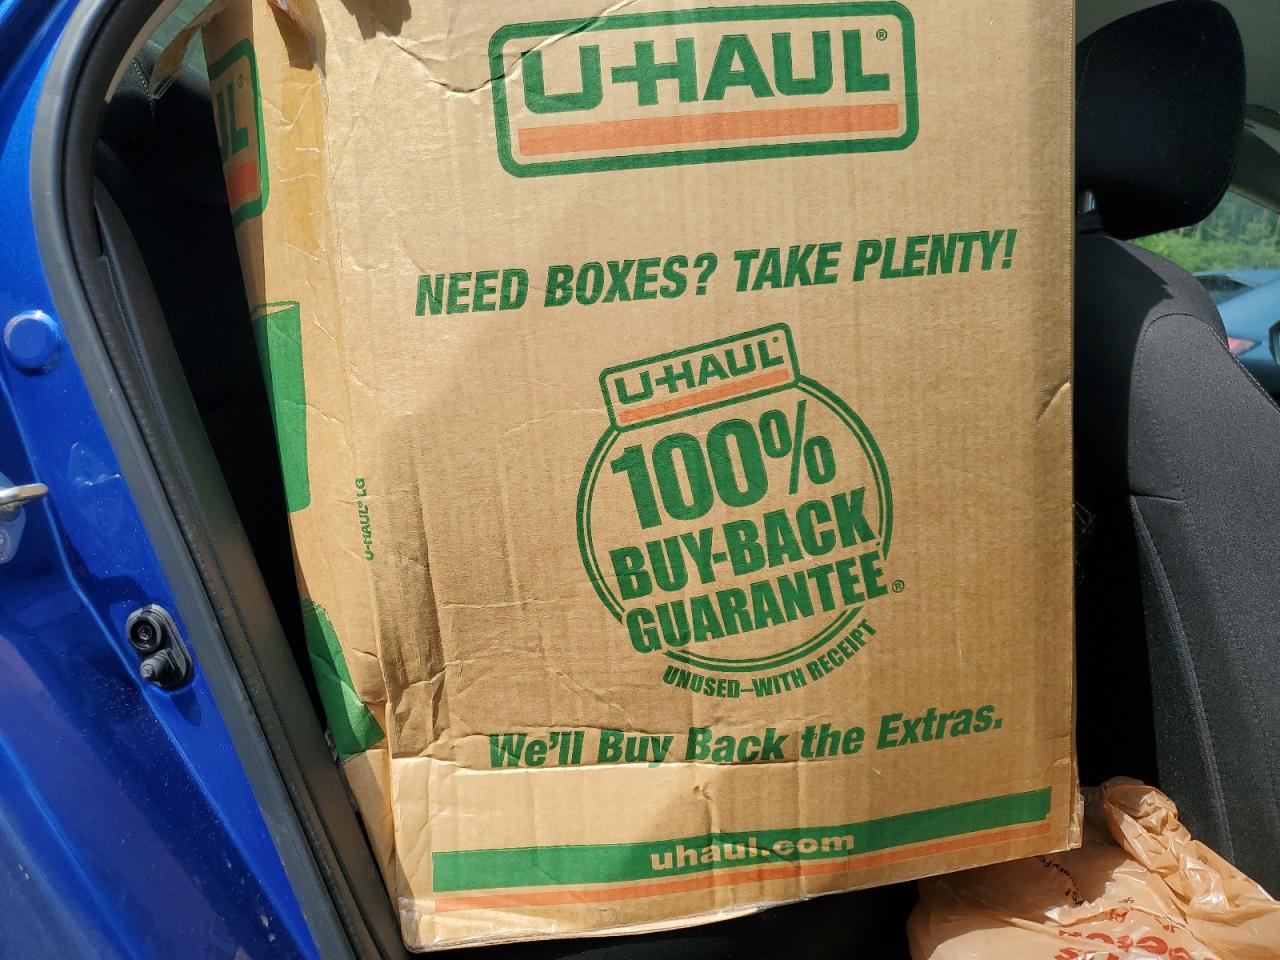 U-HAUL®
UL®
NEED BOXES? TAKE PLENTY!
U-HAUL®
100%
BUY-BACK
GUARANTEE®
UNUSED–WITH RECEIPT
U-HAUL® LG
We'll Buy Back the Extras.
uhaul.com